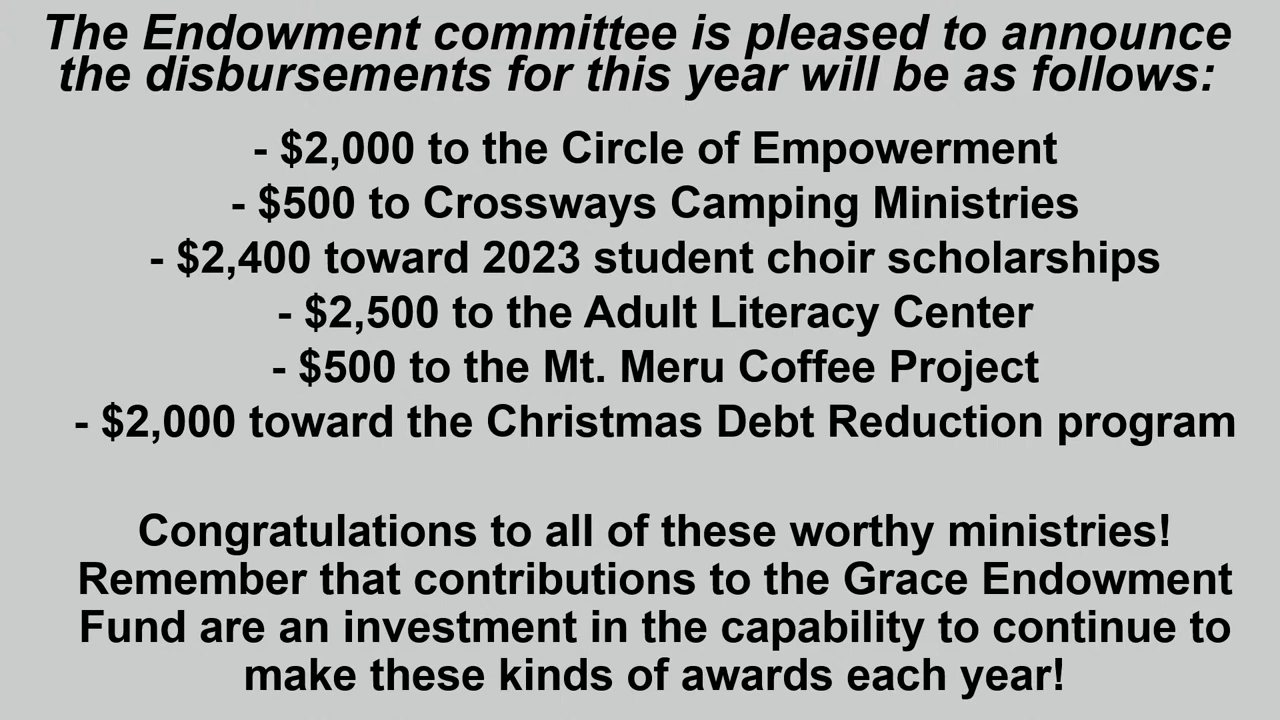 The Endowment committee is pleased to announce
the disbursements for this year will be as follows:
- $2,000 to the Circle of Empowerment
- $500 to Crossways Camping Ministries
- $2,400 toward 2023 student choir scholarships
- $2,500 to the Adult Literacy Center
- $500 to the Mt. Meru Coffee Project
- $2,000 toward the Christmas Debt Reduction program
Congratulations to all of these worthy ministries!
Remember that contributions to the Grace Endowment
Fund are an investment in the capability to continue to
make these kinds of awards each year!